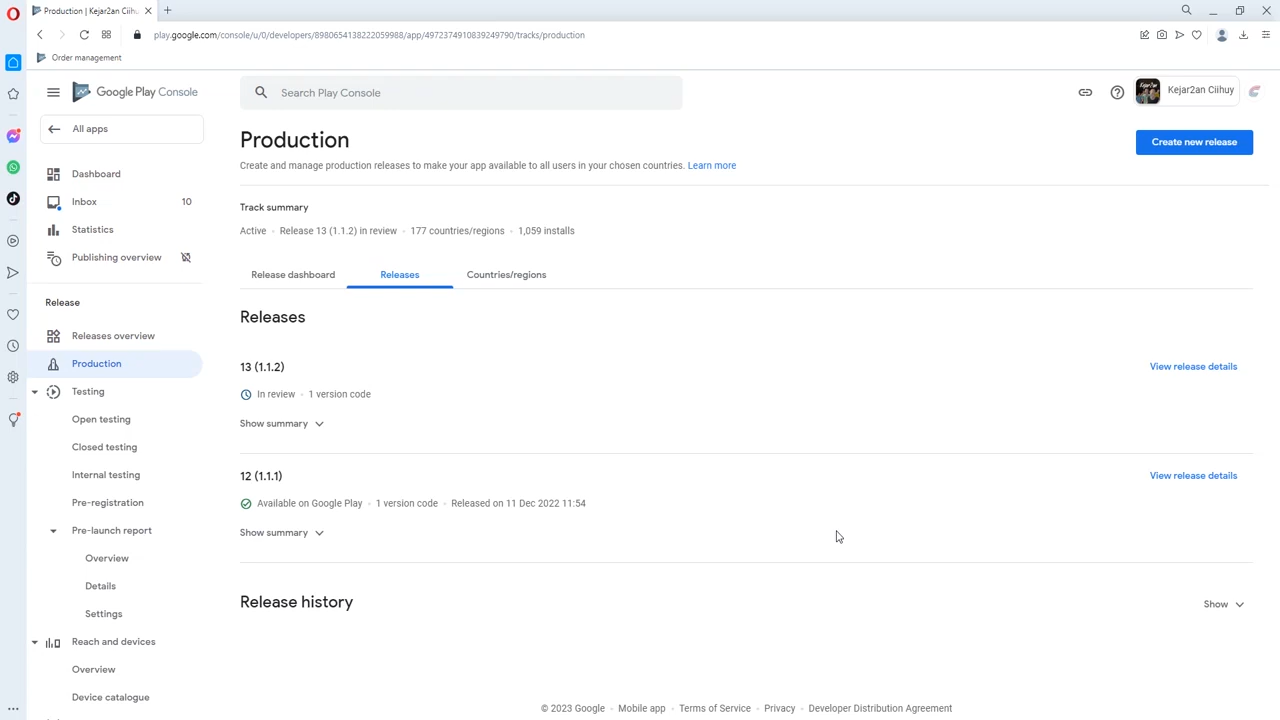 Production | Kejar2an Ciihu
play.google.com/console/u/0/developers/8980654138222059988/app/4972374910839249790/tracks/production
Order management
Google Play Console
Search Play Console
Kejar2an Ciihuy
All apps
Dashboard
Inbox 10
Statistics
Publishing overview
Release
Releases overview
Production
Testing
Open testing
Closed testing
Internal testing
Pre-registration
Pre-launch report
Overview
Details
Settings
Reach and devices
Overview
Device catalogue
Production
Create new release
Create and manage production releases to make your app available to all users in your chosen countries. Learn more
Track summary
Active • Release 13 (1.1.2) in review • 177 countries/regions • 1,059 installs
Release dashboard Releases Countries/regions
Releases
13 (1.1.2) View release details
In review • 1 version code
Show summary
12 (1.1.1) View release details
Available on Google Play • 1 version code • Released on 11 Dec 2022 11:54
Show summary
Release history Show
© 2023 Google • Mobile app • Terms of Service • Privacy • Developer Distribution Agreement